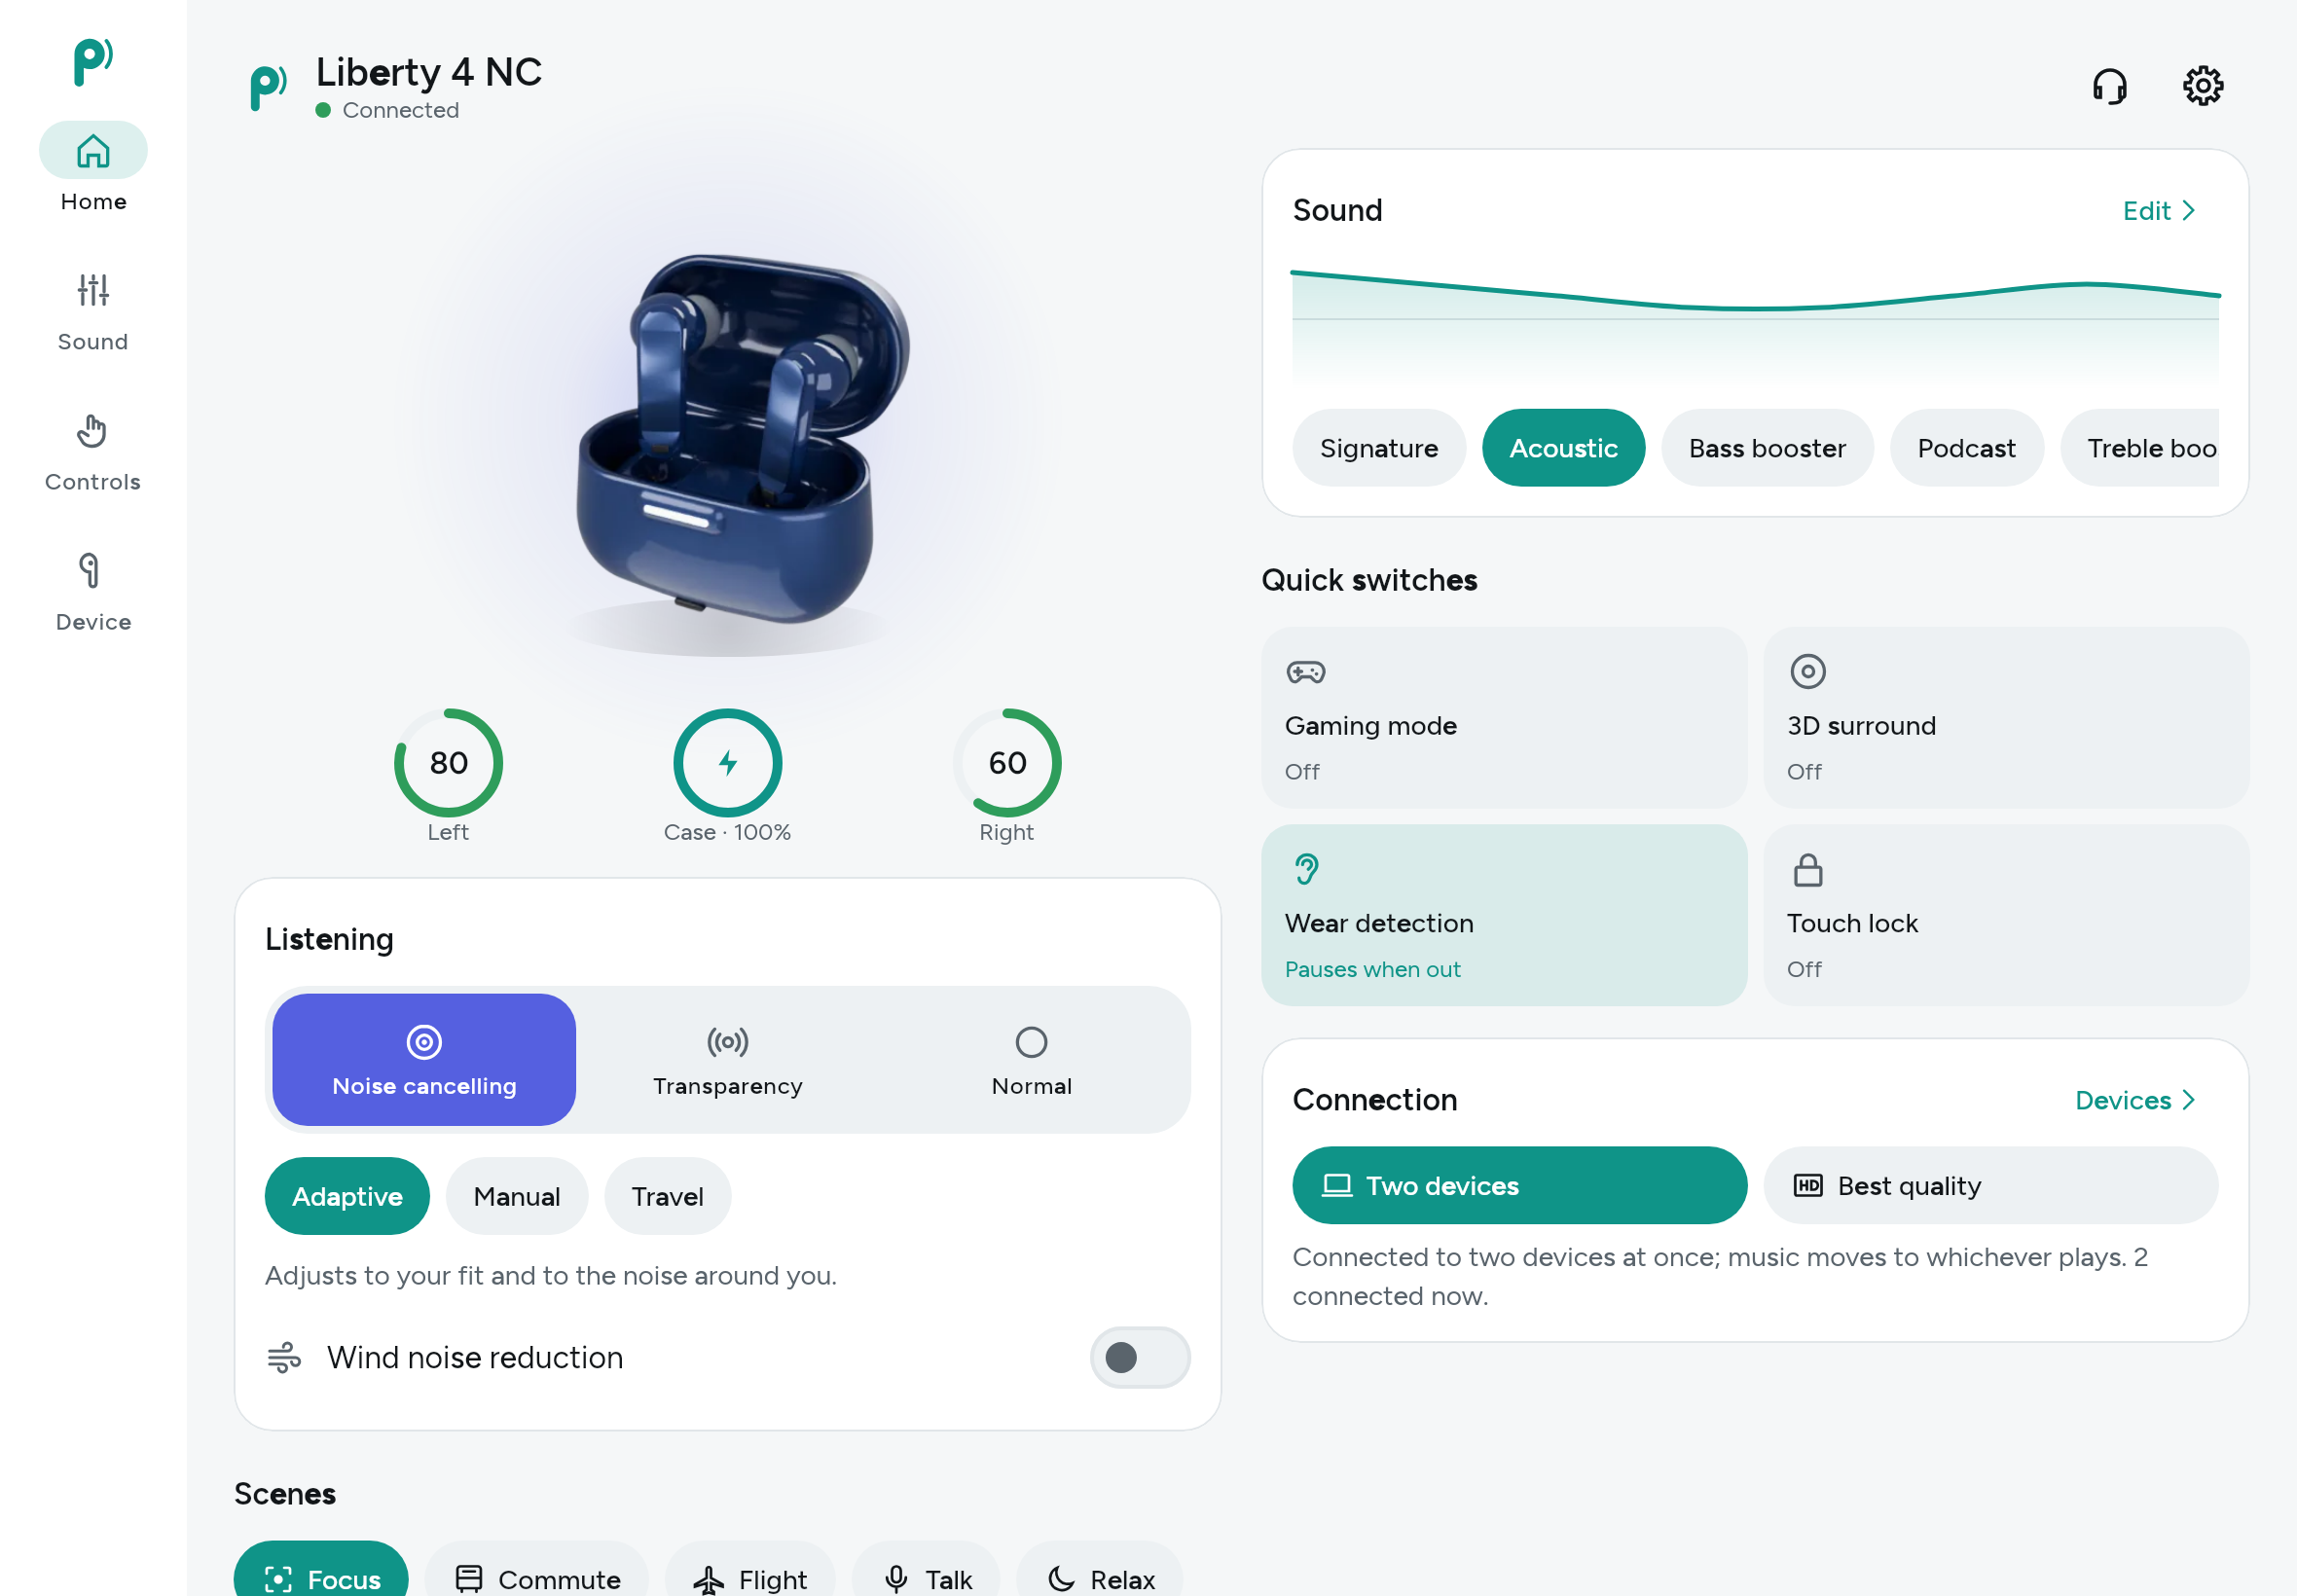 Liberty 4 NC
Connected
Home
Sound
Controls
Device
80
60
Left
Case · 100%
Right
Listening
Noise cancelling
Transparency
Normal
Adaptive
Manual
Travel
Adjusts to your fit and to the noise around you.
Wind noise reduction
Scenes
Focus
Commute
Flight
Talk
Relax
Sound
Edit
Signature
Acoustic
Bass booster
Podcast
Treble boo
Quick switches
Gaming mode
Off
3D surround
Off
Wear detection
Pauses when out
Touch lock
Off
Connection
Devices
Two devices
HD
Best quality
Connected to two devices at once; music moves to whichever plays. 2
connected now.